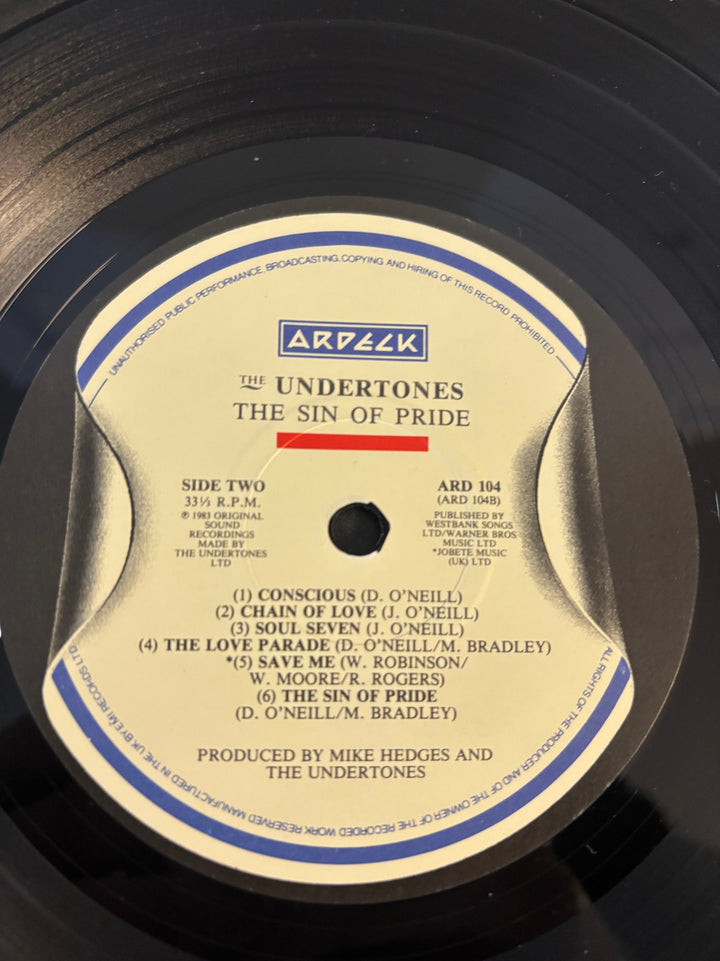 UNAUTHORISED PUBLIC PERFORMANCE, BROADCASTING, COPYING AND HIRING OF THIS RECORD PROHIBITED
ARDECK
THE UNDERTONES
THE SIN OF PRIDE
SIDE TWO
33⅓ R.P.M.
℗ 1983 ORIGINAL
SOUND
RECORDINGS
MADE BY
THE UNDERTONES
LTD
ARD 104
(ARD 104B)
PUBLISHED BY
WESTBANK SONGS
LTD/WARNER BROS
MUSIC LTD
*JOBETE MUSIC
(UK) LTD
(1) CONSCIOUS (D. O'NEILL)
(2) CHAIN OF LOVE (J. O'NEILL)
(3) SOUL SEVEN (J. O'NEILL)
(4) THE LOVE PARADE (D. O'NEILL/M. BRADLEY)
*(5) SAVE ME (W. ROBINSON/
W. MOORE/R. ROGERS)
(6) THE SIN OF PRIDE
(D. O'NEILL/M. BRADLEY)
PRODUCED BY MIKE HEDGES AND
THE UNDERTONES
ALL RIGHTS OF THE PRODUCER AND OF THE OWNER OF THE RECORDED WORK RESERVED MANUFACTURED IN THE UK BY EMI RECORDS LTD